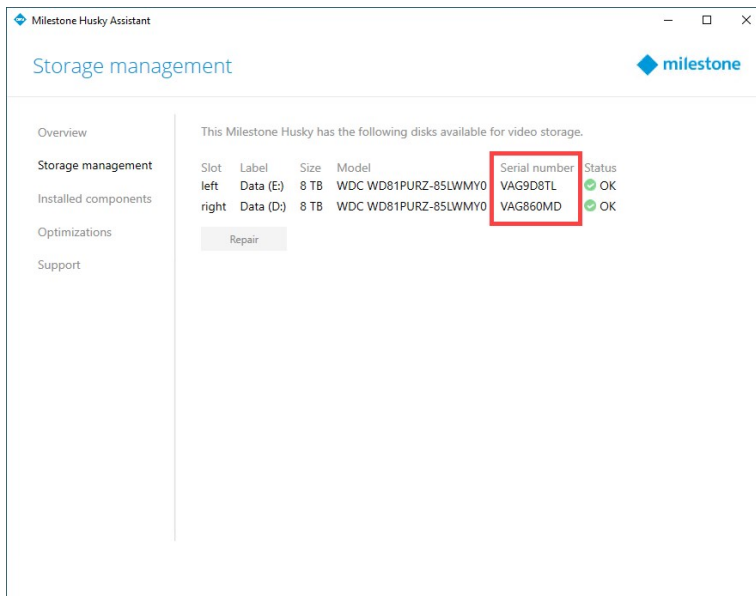 Milestone Husky Assistant
Storage management
milestone
Overview
Storage management
Installed components
Optimizations
Support
This Milestone Husky has the following disks available for video storage.
Slot Label Size Model Serial number Status
left Data (E:) 8 TB WDC WD81PURZ-85LWMY0 VAG9D8TL OK
right Data (D:) 8 TB WDC WD81PURZ-85LWMY0 VAG860MD OK
Repair